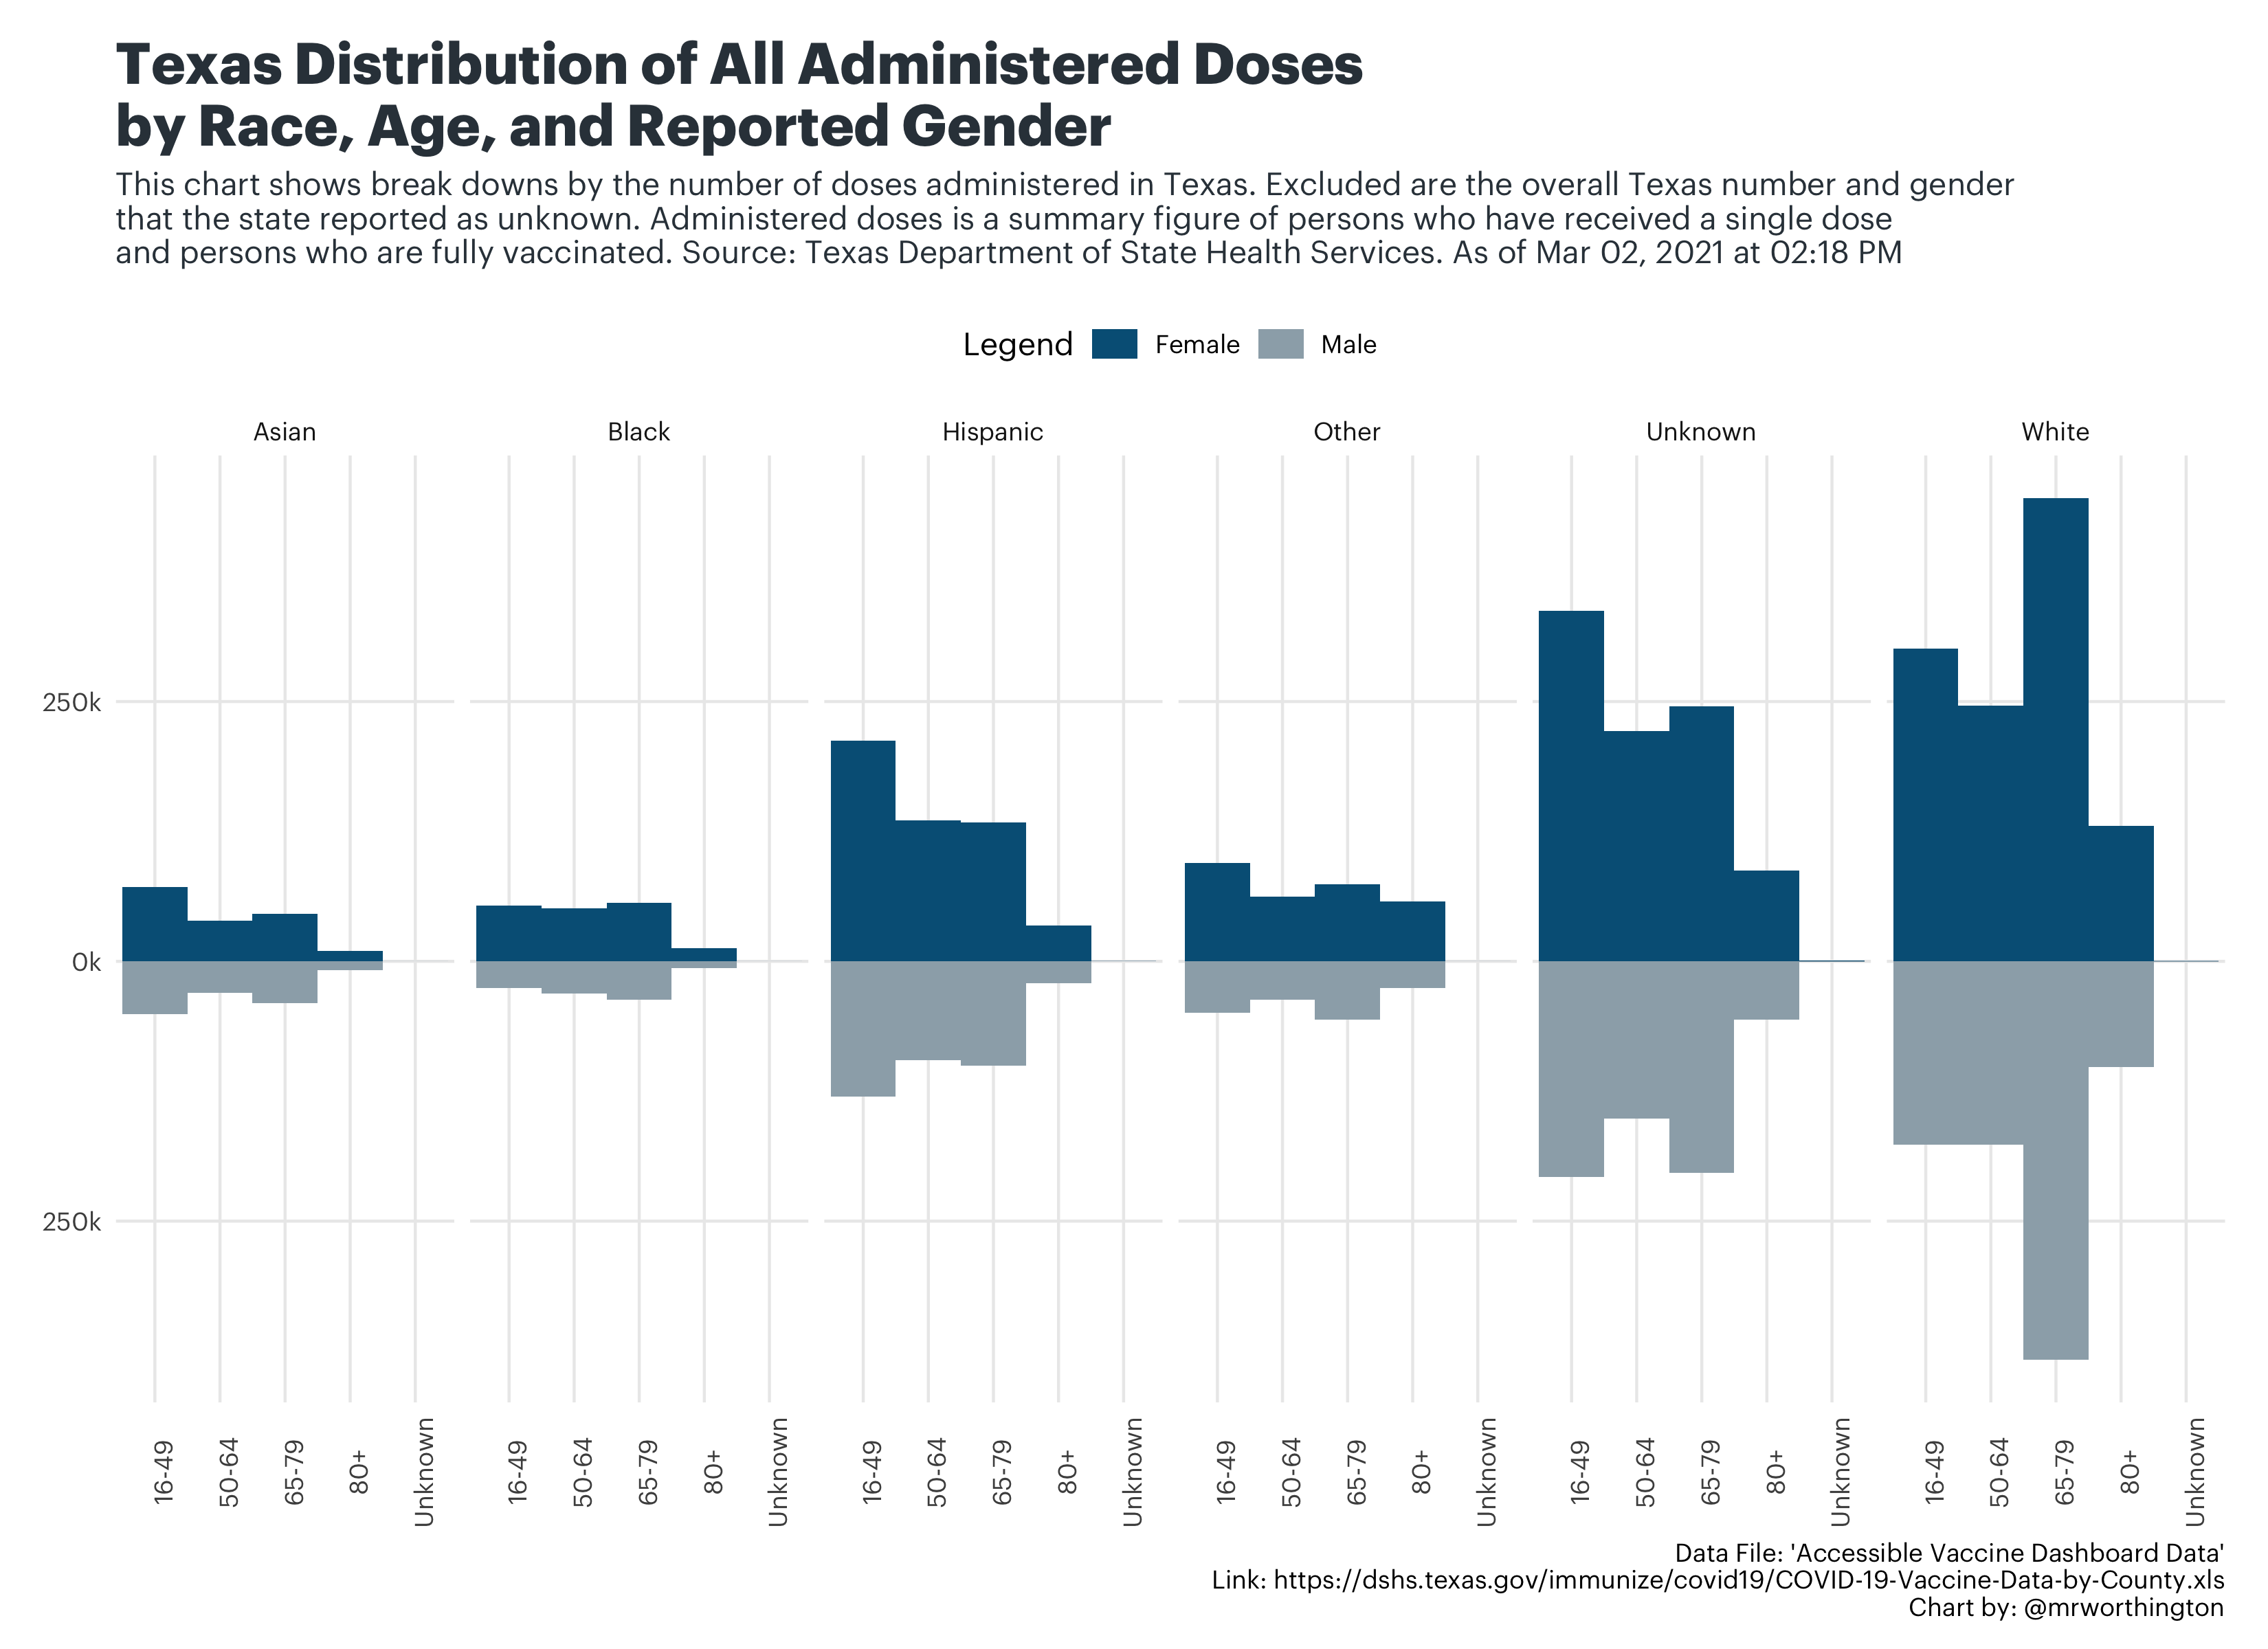 Texas Distribution of All Administered Doses
by Race, Age, and Reported Gender
This chart shows break downs by the number of doses administered in Texas. Excluded are the overall Texas number and gender
that the state reported as unknown. Administered doses is a summary figure of persons who have received a single dose
and persons who are fully vaccinated. Source: Texas Department of State Health Services. As of Mar 02, 2021 at 02:18 PM
Legend Female Male
Asian Black Hispanic Other Unknown White
250k
0k
250k
16-49 50-64 65-79 80+ Unknown 16-49 50-64 65-79 80+ Unknown 16-49 50-64 65-79 80+ Unknown 16-49 50-64 65-79 80+ Unknown 16-49 50-64 65-79 80+ Unknown 16-49 50-64 65-79 80+ Unknown
Data File: 'Accessible Vaccine Dashboard Data'
Link: https://dshs.texas.gov/immunize/covid19/COVID-19-Vaccine-Data-by-County.xls
Chart by: @mrworthington